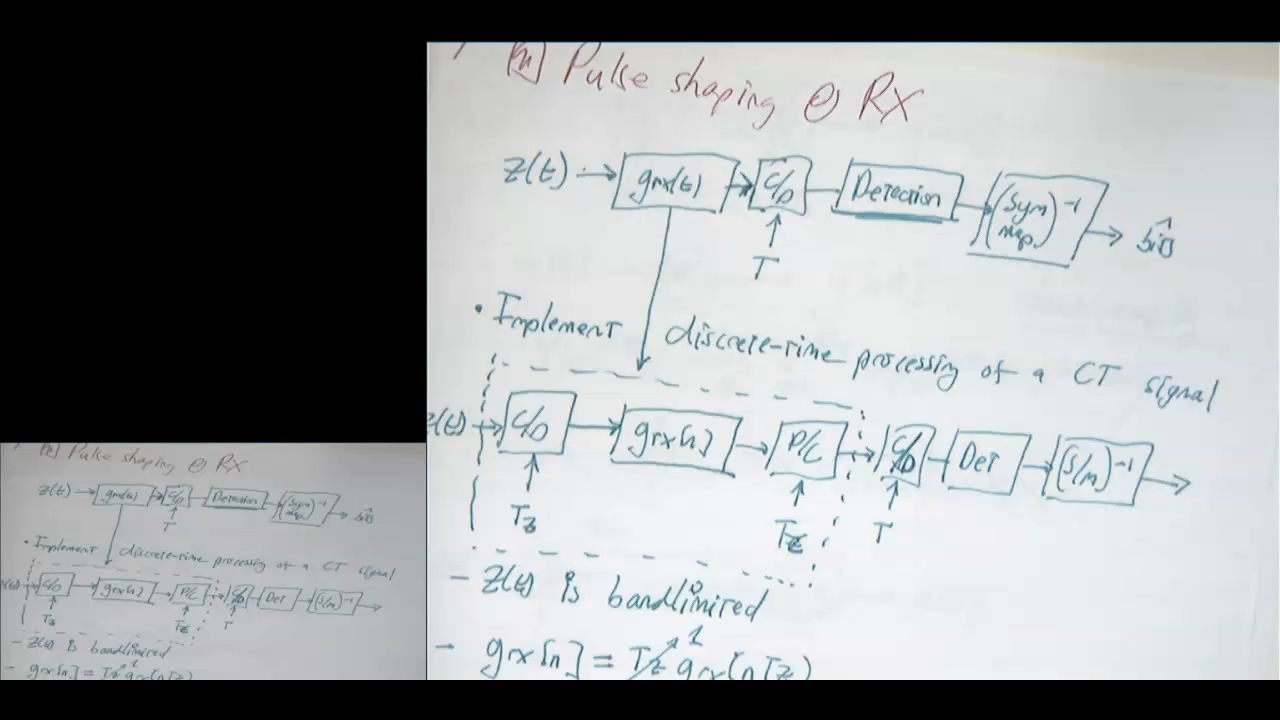 [n] Pulse shaping @ RX
z(t) → grx(t) → C/D → Detection → (Sym map.)⁻¹ →
T
• Implement discrete-time processing of a CT signal
z(t) → C/D → grx[n] → D/C → C/D → Det → (S/m)⁻¹ →
Tz Tz T
- z(t) is bandlimited
- grx[n] = Tz 1 grx(nTz)